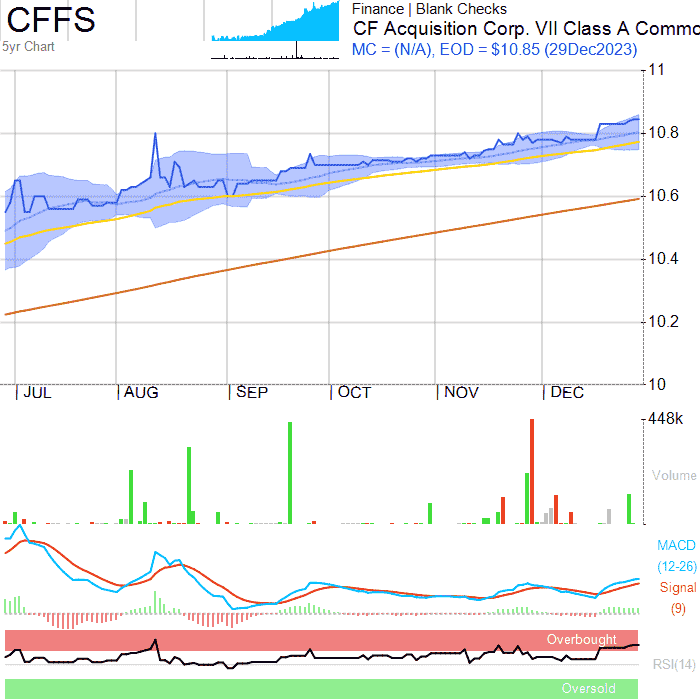 CFFS
5yr Chart
Finance | Blank Checks
CF Acquisition Corp. VII Class A Commo
MC = (N/A), EOD = $10.85 (29Dec2023)
11
10.8
10.6
10.4
10.2
10
JUL AUG SEP OCT NOV DEC
448k
Volume
MACD
(12-26)
Signal
(9)
Overbought
RSI(14)
Oversold